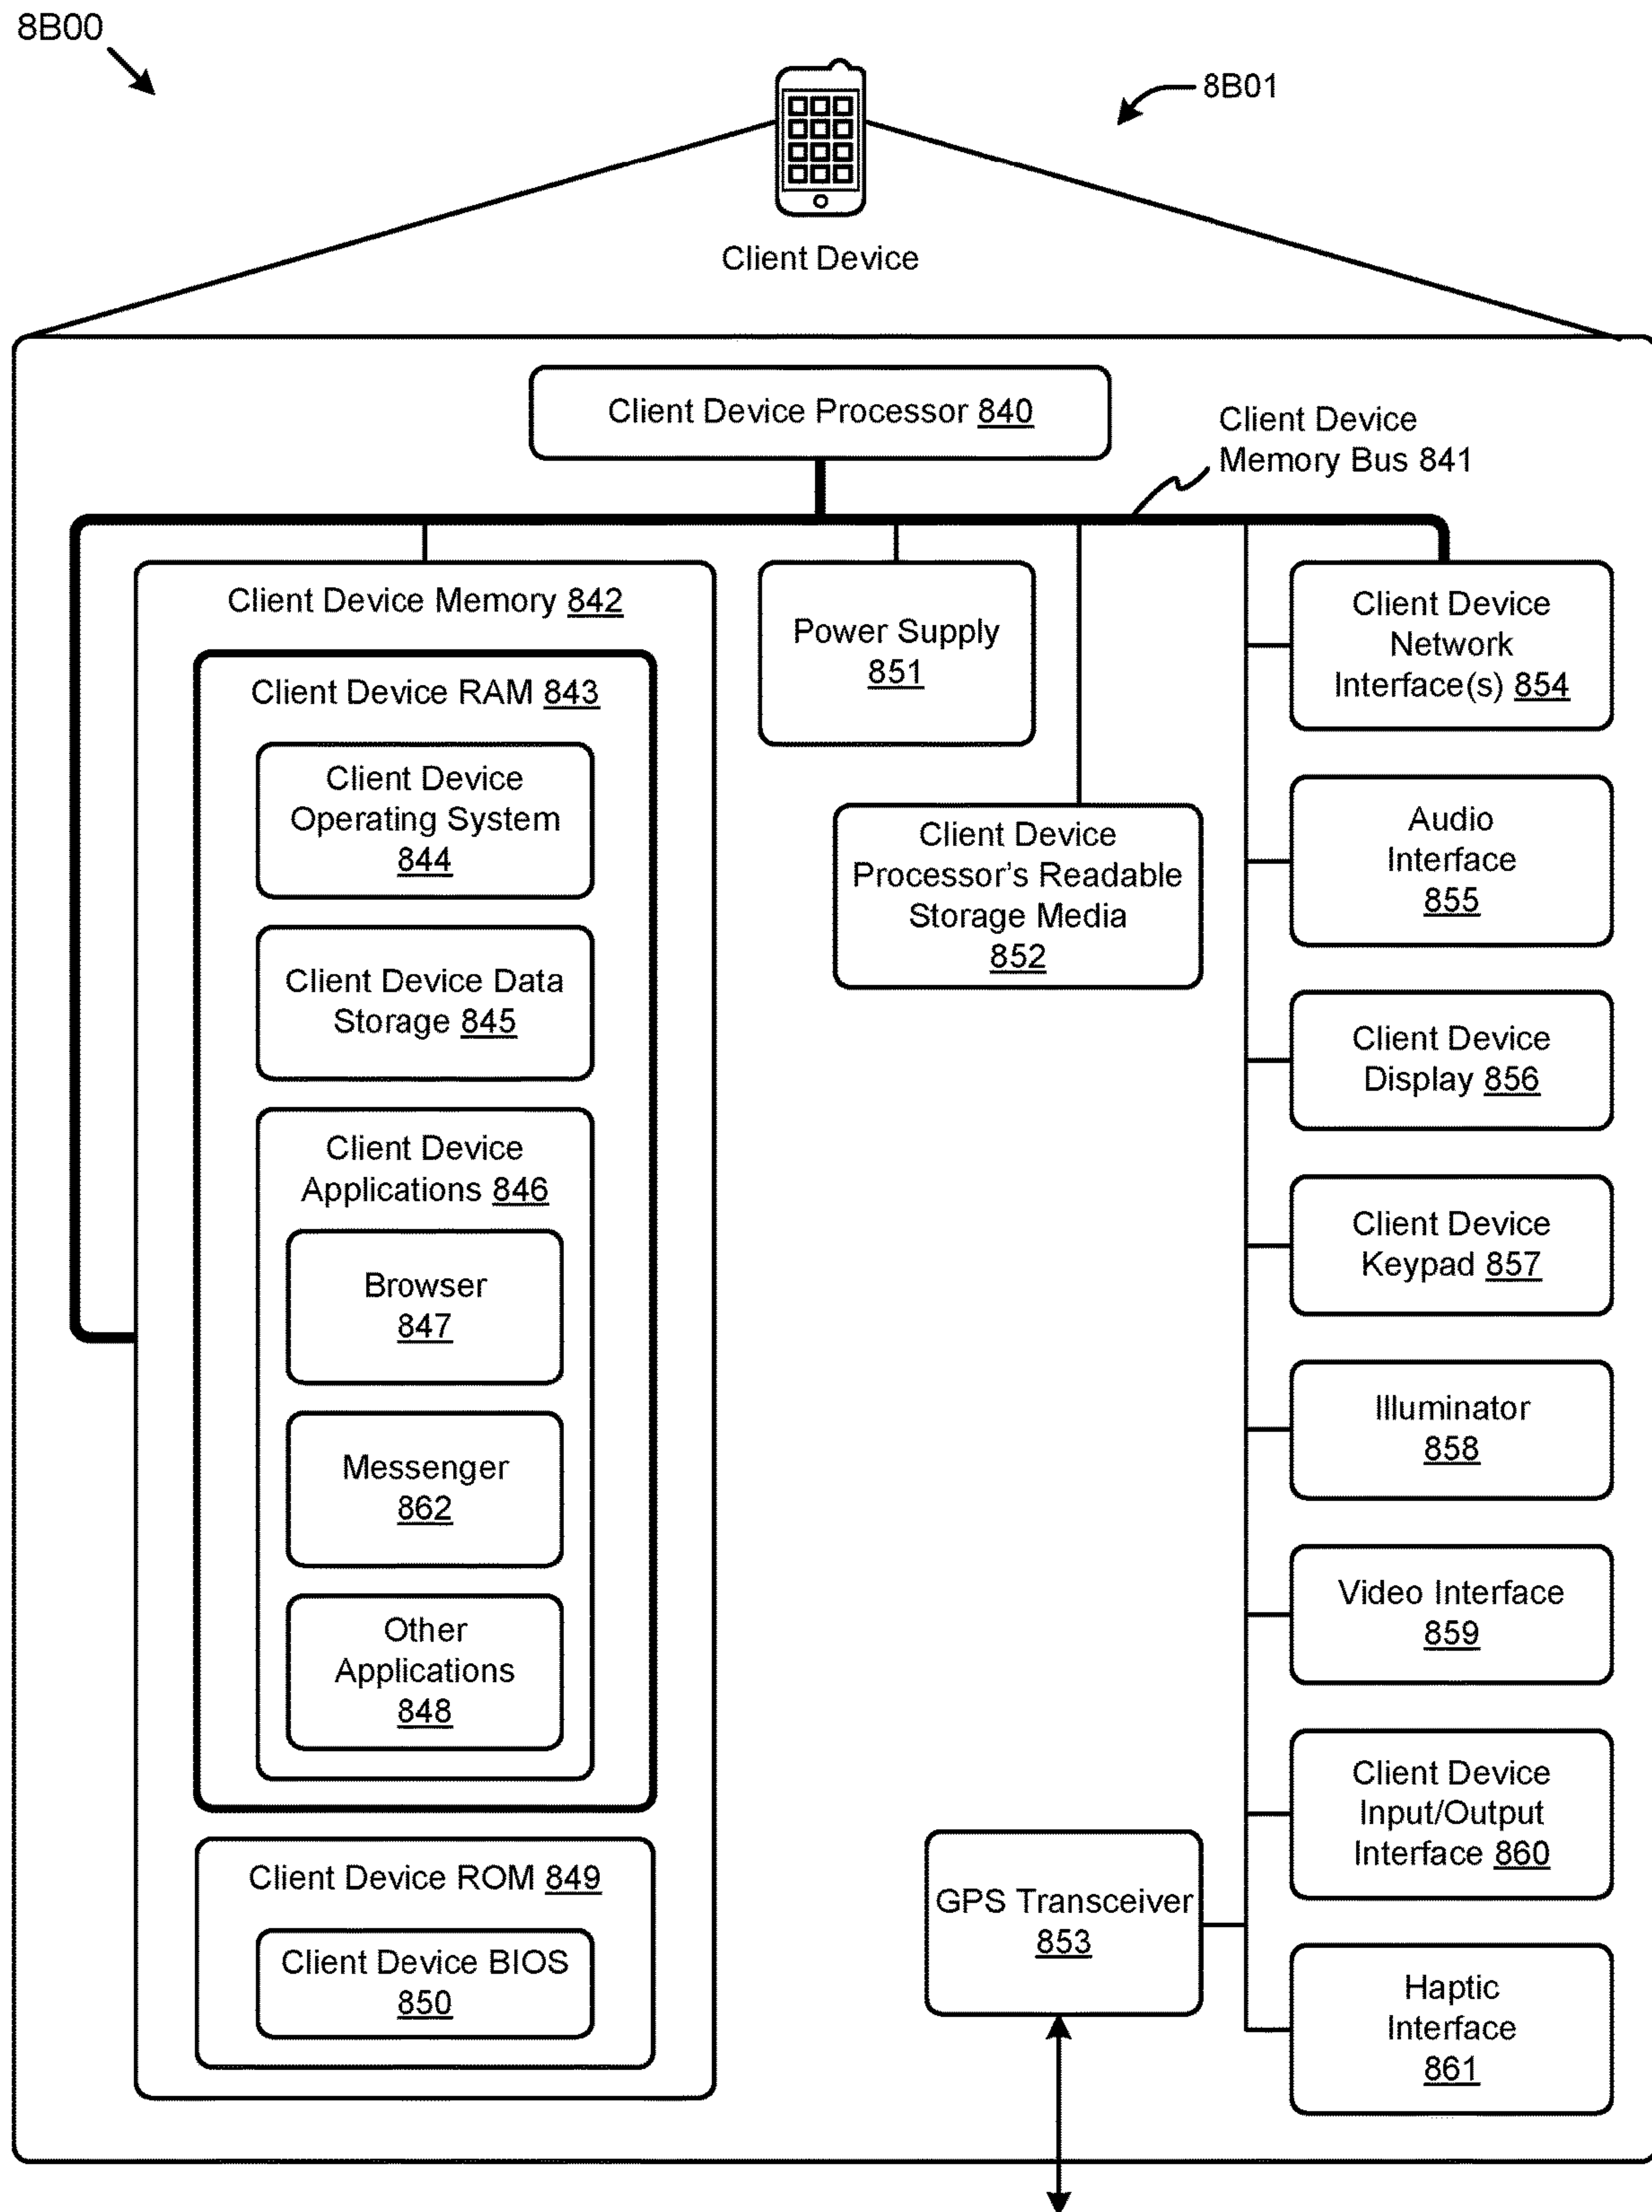 8B00
8B01
Client Device
Client Device Processor 840
Client Device
Memory Bus 841
Client Device Memory 842
Client Device RAM 843
Client Device
Operating System
844
Client Device Data
Storage 845
Client Device
Applications 846
Browser
847
Messenger
862
Other
Applications
848
Client Device ROM 849
Client Device BIOS
850
Power Supply
851
Client Device
Processor’s Readable
Storage Media
852
GPS Transceiver
853
Client Device
Network
Interface(s) 854
Audio
Interface
855
Client Device
Display 856
Client Device
Keypad 857
Illuminator
858
Video Interface
859
Client Device
Input/Output
Interface 860
Haptic
Interface
861